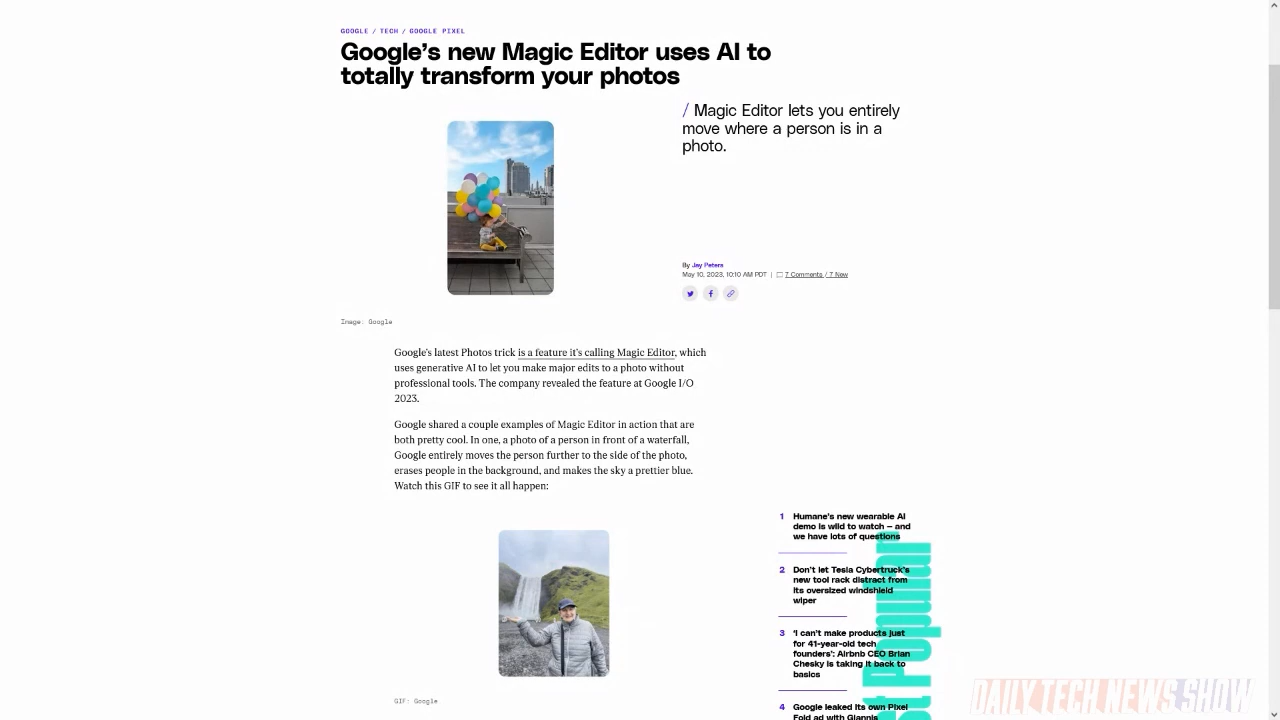 GOOGLE / TECH / GOOGLE PIXEL
Google's new Magic Editor uses AI to
totally transform your photos
/ Magic Editor lets you entirely
move where a person is in a
photo.
By Jay Peters
May 10, 2023, 10:10 AM PDT | 7 Comments / 7 New
Image: Google
Google's latest Photos trick is a feature it's calling Magic Editor, which
uses generative AI to let you make major edits to a photo without
professional tools. The company revealed the feature at Google I/O
2023.
Google shared a couple examples of Magic Editor in action that are
both pretty cool. In one, a photo of a person in front of a waterfall,
Google entirely moves the person further to the side of the photo,
erases people in the background, and makes the sky a prettier blue.
Watch this GIF to see it all happen:
GIF: Google
1 Humane's new wearable AI
demo is wild to watch — and
we have lots of questions
2 Don't let Tesla Cybertruck's
new tool rack distract from
its oversized windshield
wiper
3 'I can't make products just
for 41-year-old tech
founders': Airbnb CEO Brian
Chesky is taking it back to
basics
4 Google leaked its own Pixel
Fold ad with Giannis
st Popular
DAILY TECH NEWS SHOW